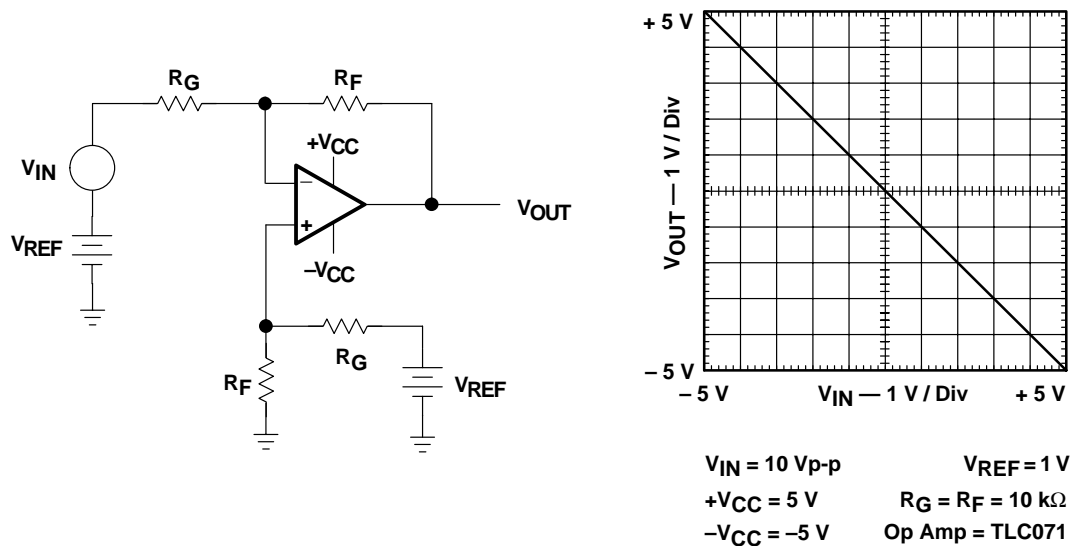 RG
RF
VIN
+VCC
–
+
VOUT
VREF
–VCC
RG
RF
VREF
+ 5 V
VOUT — 1 V / Div
– 5 V
– 5 V
VIN — 1 V / Div
+ 5 V
VIN = 10 Vp-p
VREF = 1 V
+VCC = 5 V
RG = RF = 10 kΩ
–VCC = –5 V
Op Amp = TLC071